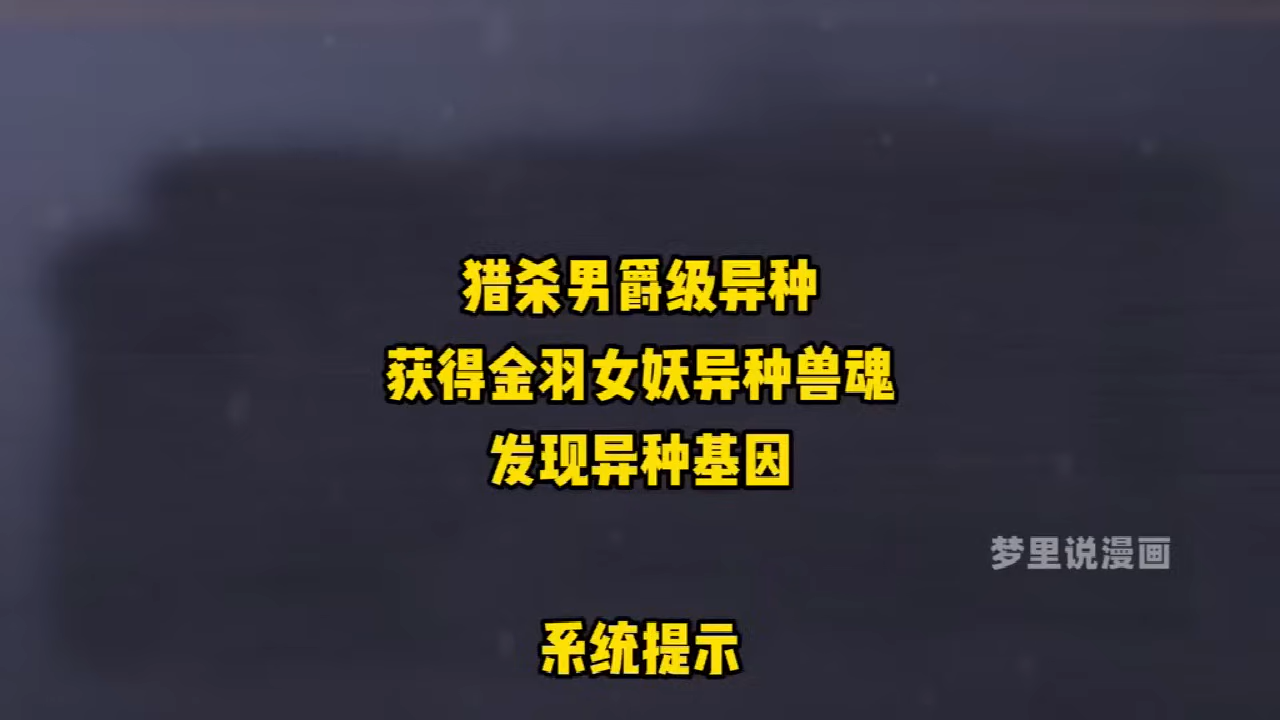 猎杀男爵级异种
获得金羽女妖异种兽魂
发现异种基因
梦里说漫画
系统提示